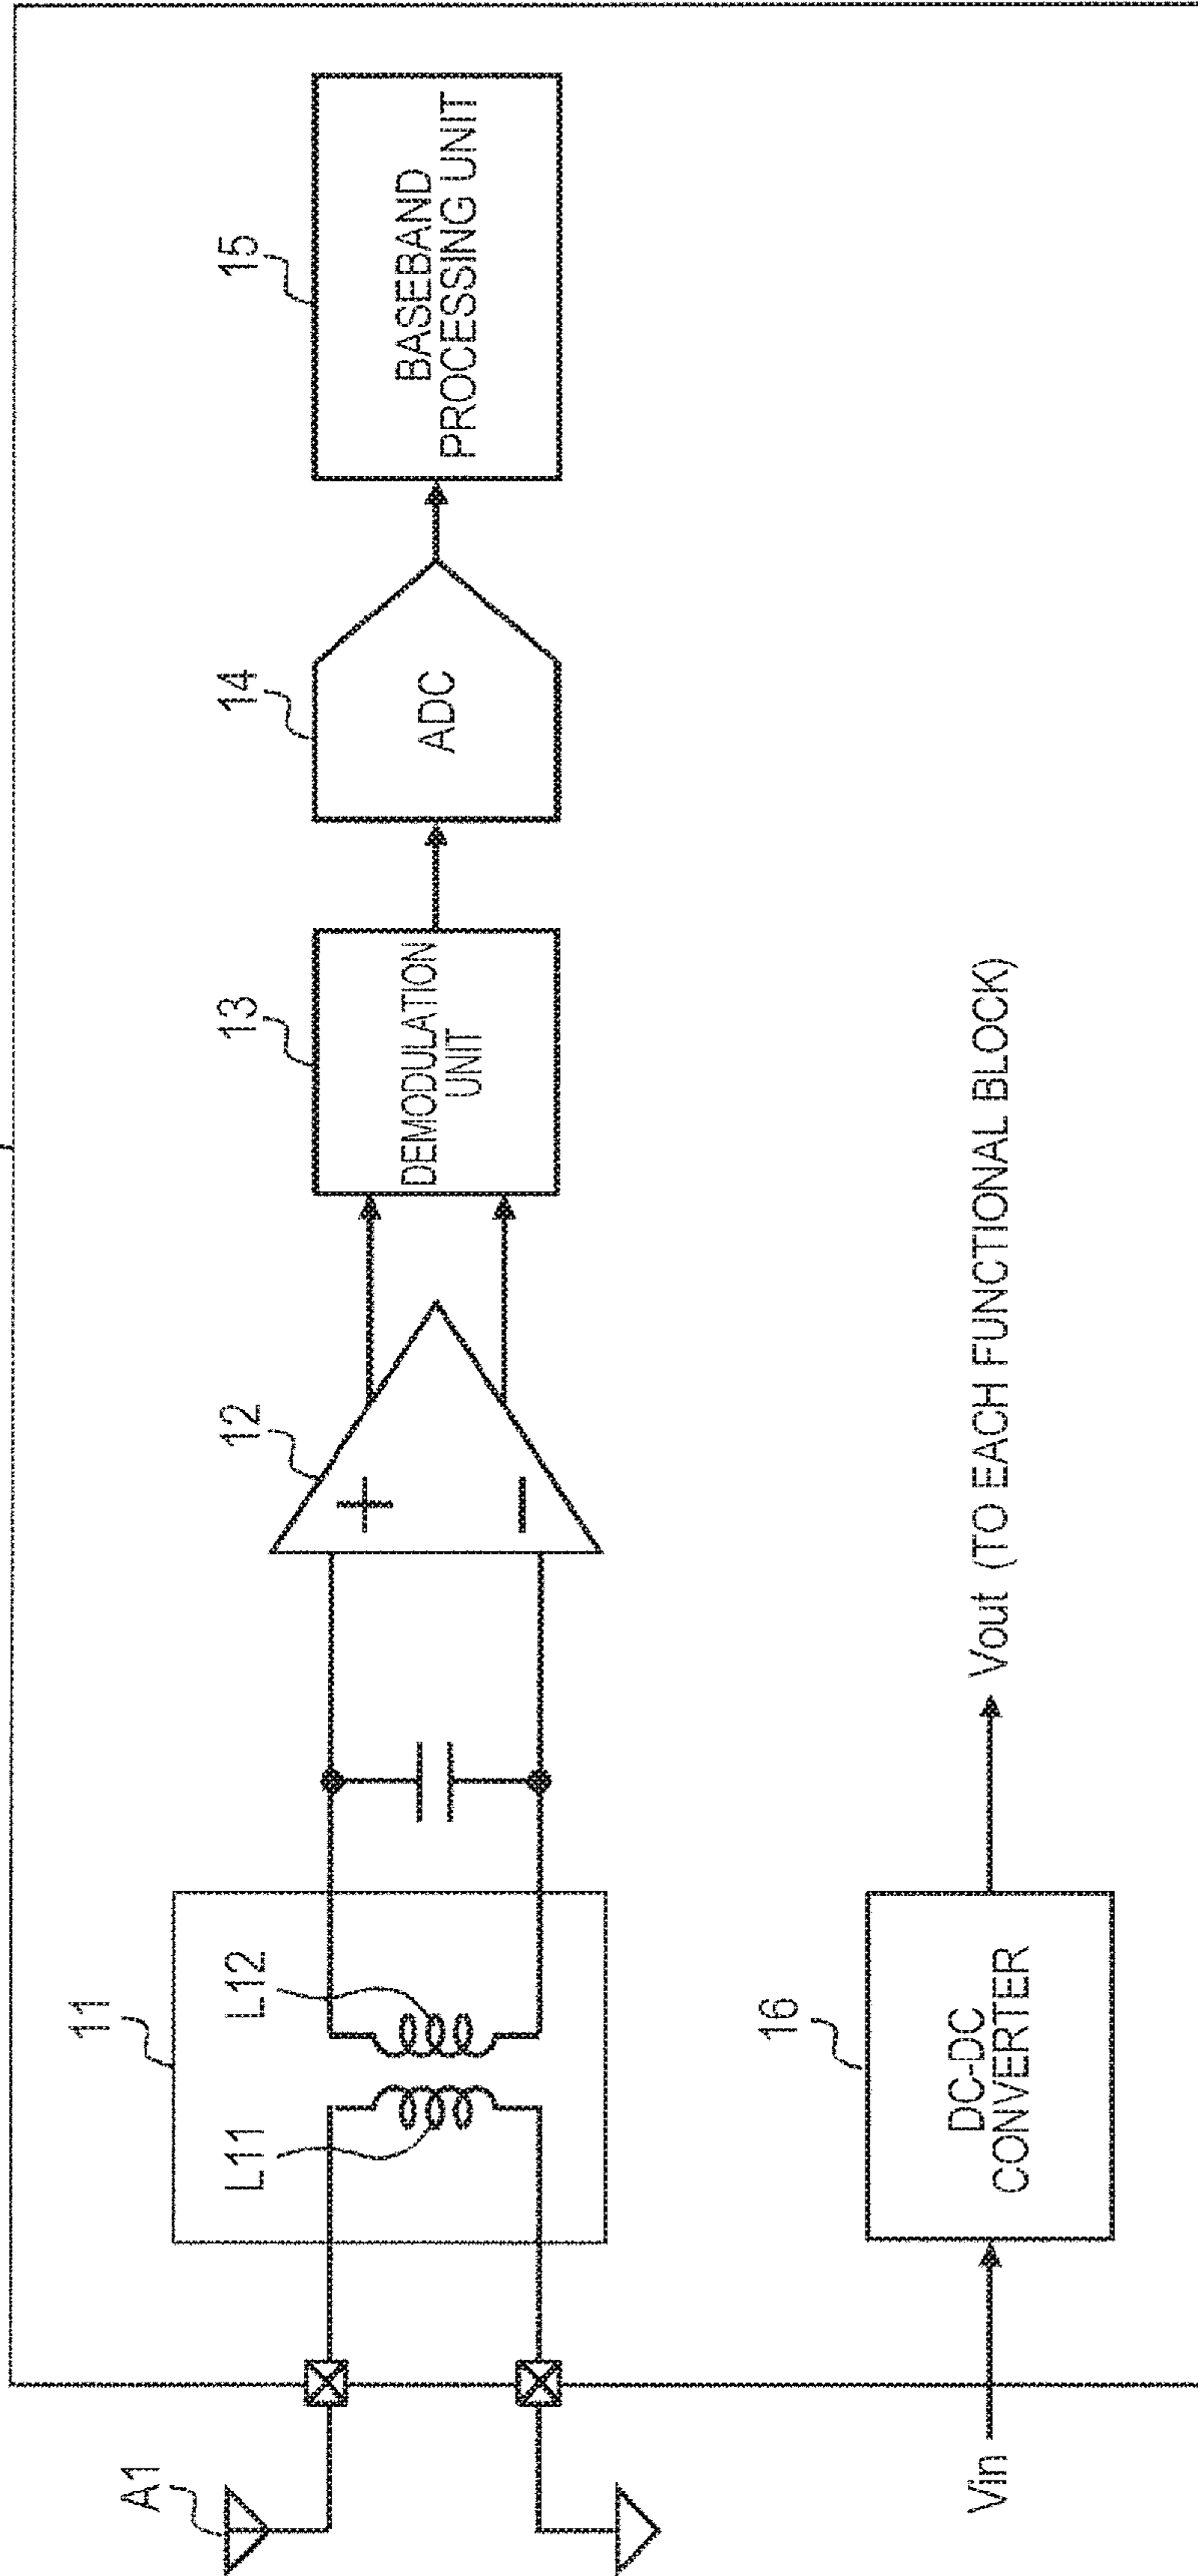 A1
11
L11
L12
12
+
−
13
DEMODULATION
UNIT
14
ADC
15
BASEBAND
PROCESSING UNIT
Vin
16
DC-DC
CONVERTER
Vout (TO EACH FUNCTIONAL BLOCK)